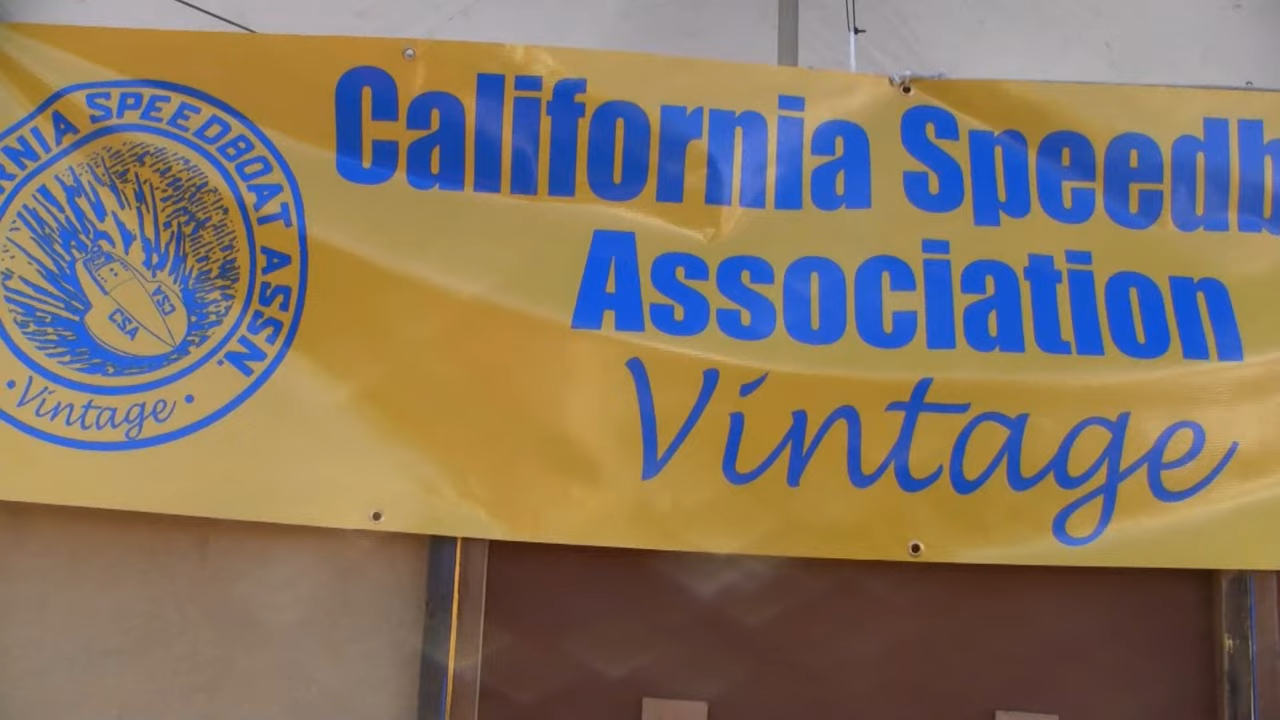 RNIA SPEEDBOAT ASSN.
CSA
CSA
·Vintage·
California Speedb
Association
Vintage